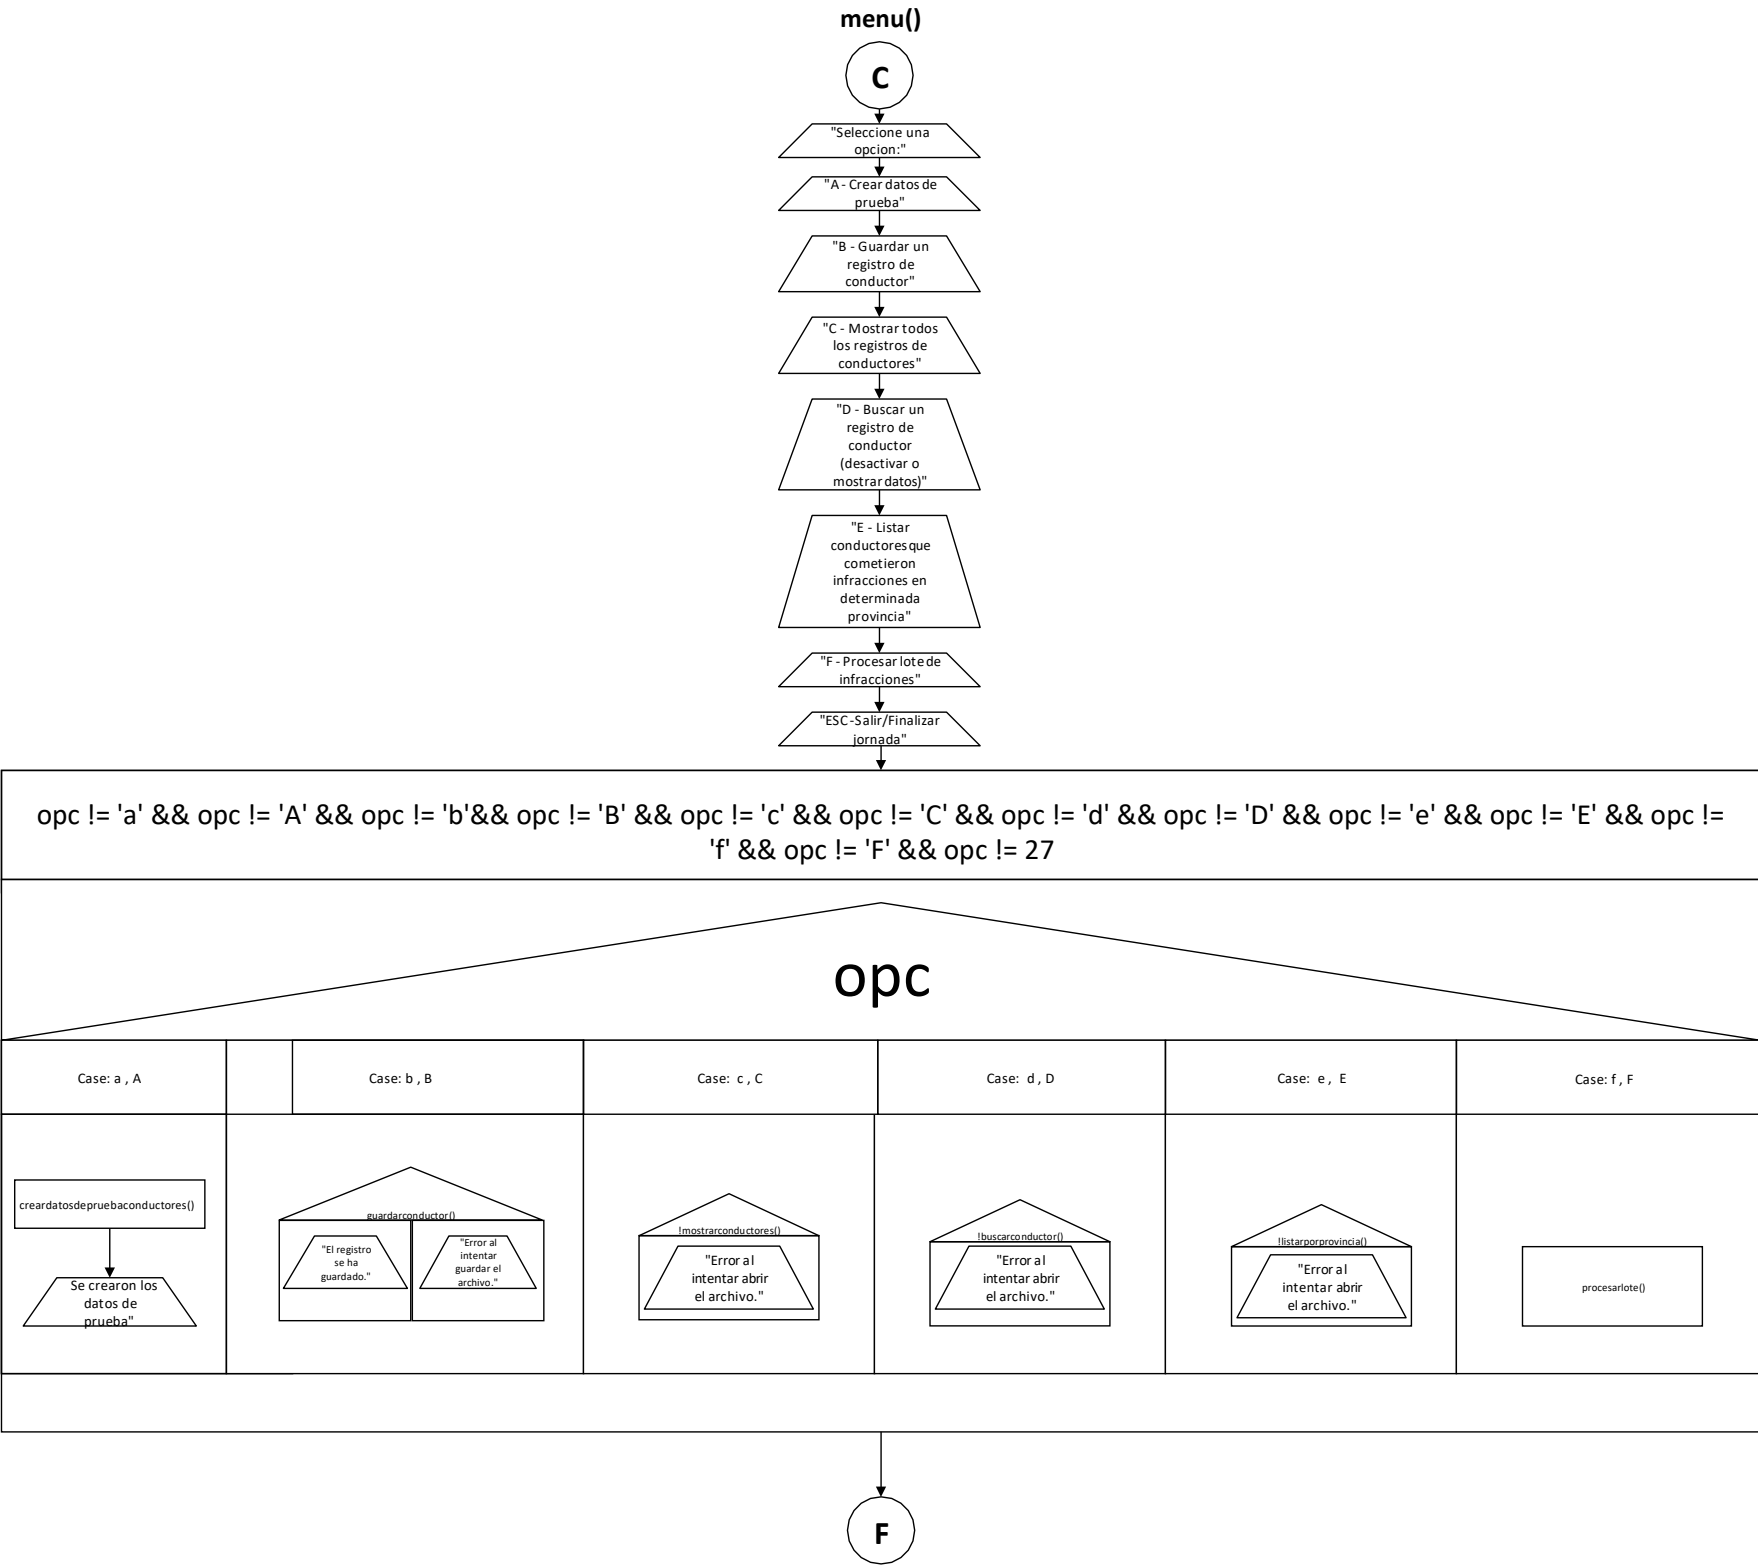 menu()
C
"Seleccione una
opcion:"
"A - Crear datos de
prueba"
"B - Guardar un
registro de
conductor"
"C - Mostrar todos
los registros de
conductores"
"D - Buscar un
registro de
conductor
(desactivar o
mostrar datos)"
"E - Listar
conductores que
cometieron
infracciones en
determinada
provincia"
"F - Procesar lote de
infracciones"
"ESC -Salir/Finalizar
jornada"
opc != 'a' && opc != 'A' && opc != 'b'&& opc != 'B' && opc != 'c' && opc != 'C' && opc != 'd' && opc != 'D' && opc != 'e' && opc != 'E' && opc !=
'f' && opc != 'F' && opc != 27
opc
Case: a , A
Case: b , B
Case: c , C
Case: d , D
Case: e , E
Case: f , F
creardatosdepruebaconductores()
Se crearon los
datos de
prueba"
guardarconductor()
"El registro
se ha
guardado."
"Error al
intentar
guardar el
archivo."
!mostrarconductores()
"Error al
intentar abrir
el archivo."
!buscarconductor()
"Error al
intentar abrir
el archivo."
!listarporprovincia()
"Error al
intentar abrir
el archivo."
procesarlote()
F